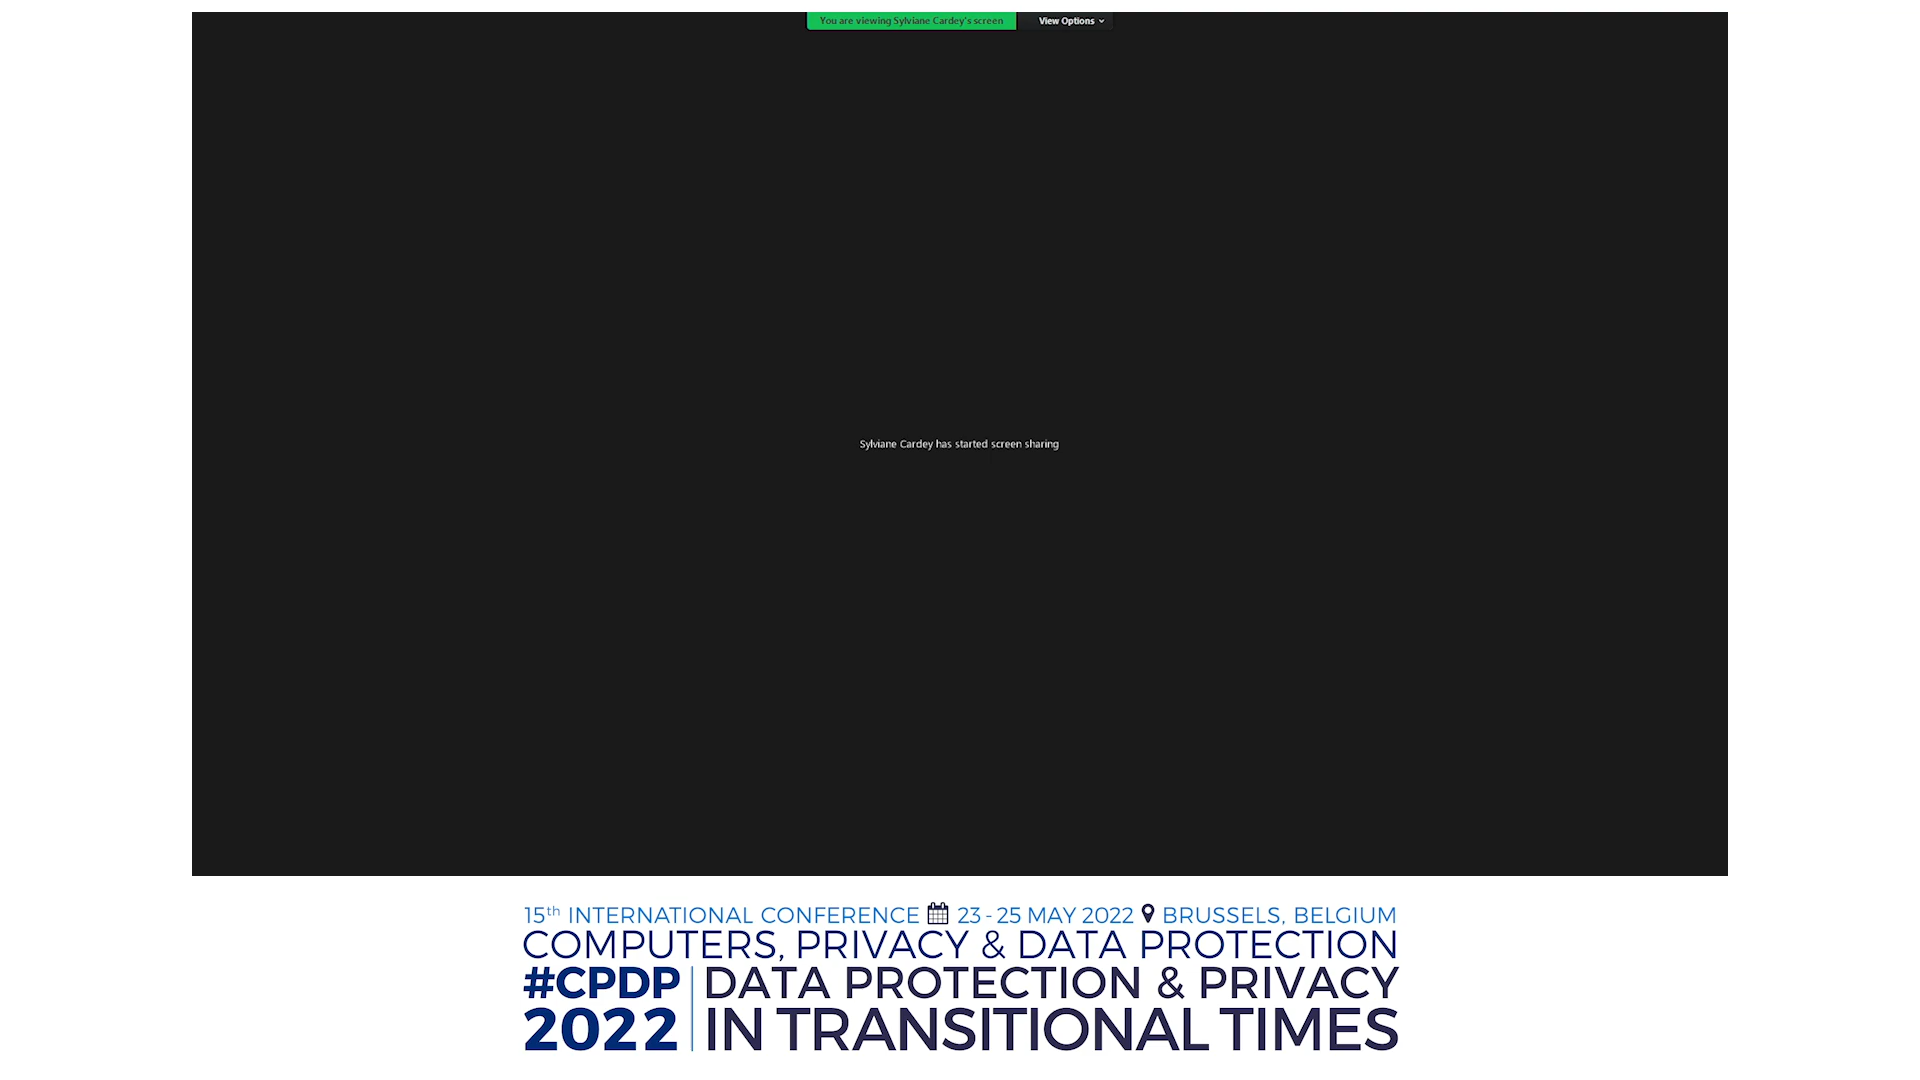 You are viewing Sylviane Cardey's screen View Options
Sylviane Cardey has started screen sharing
15th INTERNATIONAL CONFERENCE 23 - 25 MAY 2022 BRUSSELS, BELGIUM
COMPUTERS, PRIVACY & DATA PROTECTION
#CPDP DATA PROTECTION & PRIVACY
2022 IN TRANSITIONAL TIMES